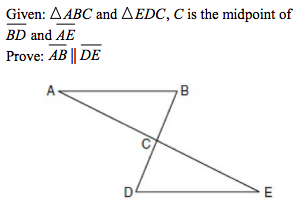 Given: △ABC and △EDC, C is the midpoint of
BD and AE
Prove: AB ∥ DE
A
B
C
D
E